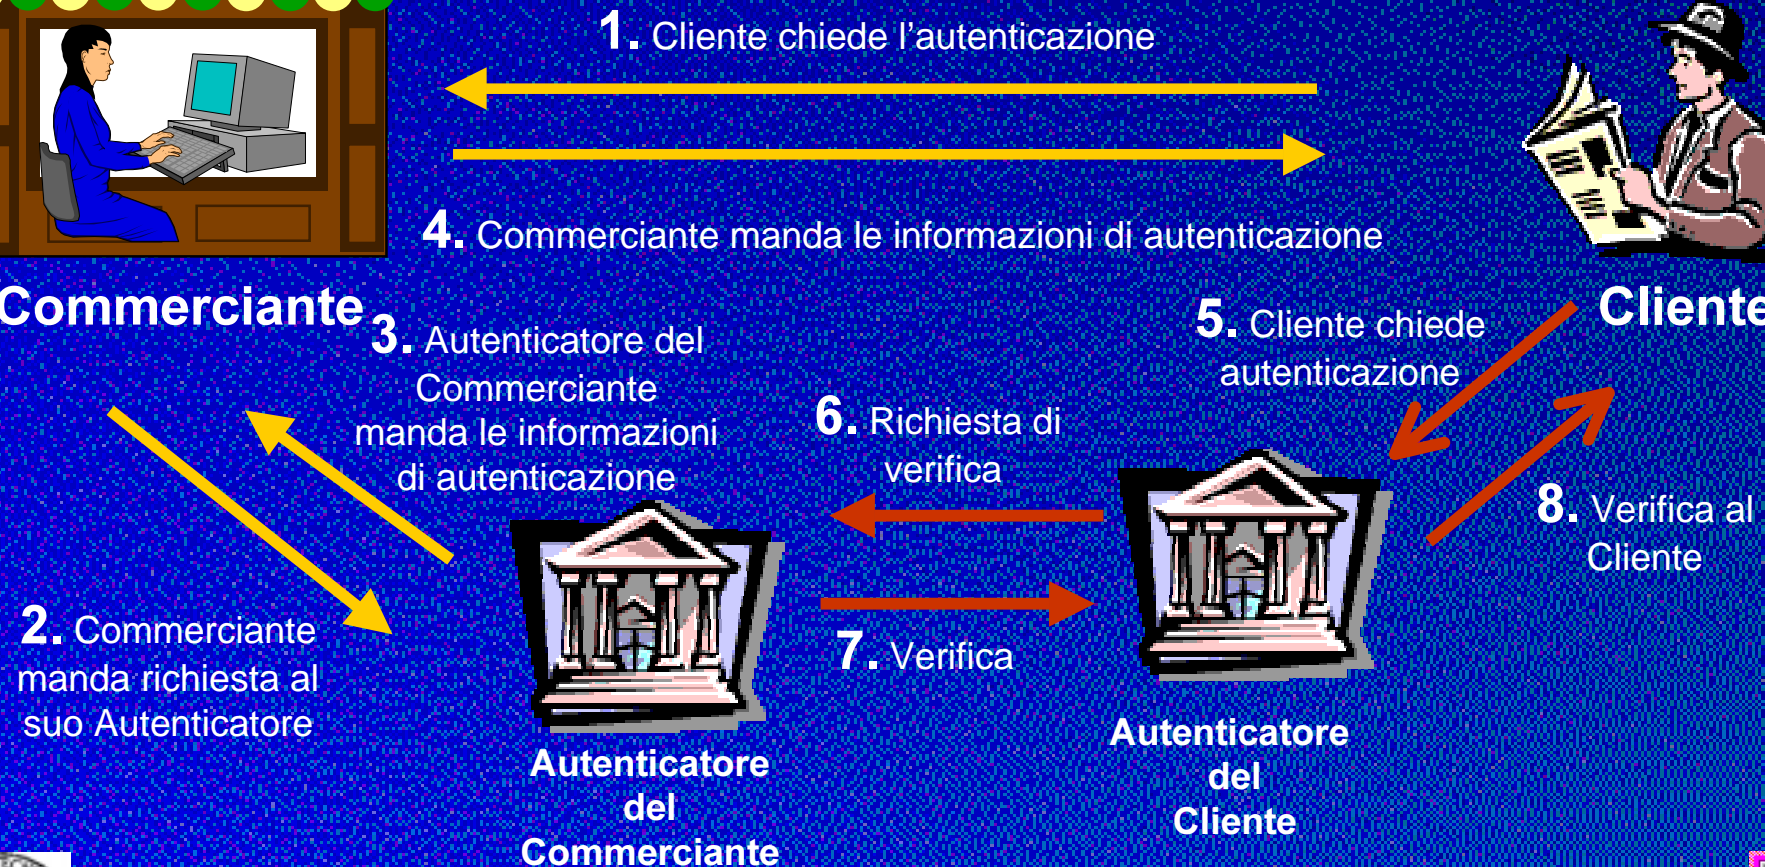 1. Cliente chiede l'autenticazione
4. Commerciante manda le informazioni di autenticazione
Commerciante
Cliente
3. Autenticatore del
Commerciante
manda le informazioni
di autenticazione
5. Cliente chiede
autenticazione
6. Richiesta di
verifica
8. Verifica al
Cliente
2. Commerciante
manda richiesta al
suo Autenticatore
7. Verifica
Autenticatore
del
Commerciante
Autenticatore
del
Cliente